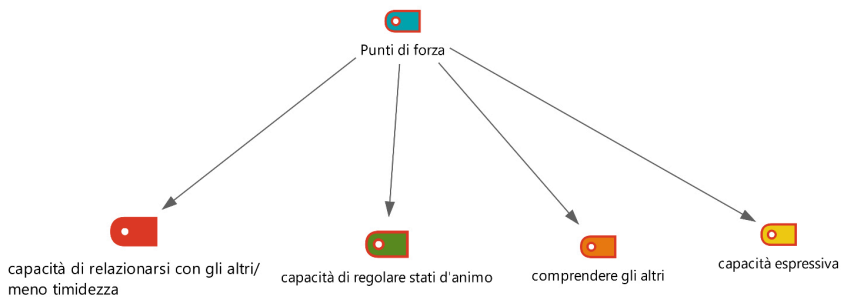 Punti di forza
capacità di relazionarsi con gli altri/
meno timidezza
capacità di regolare stati d'animo
comprendere gli altri
capacità espressiva